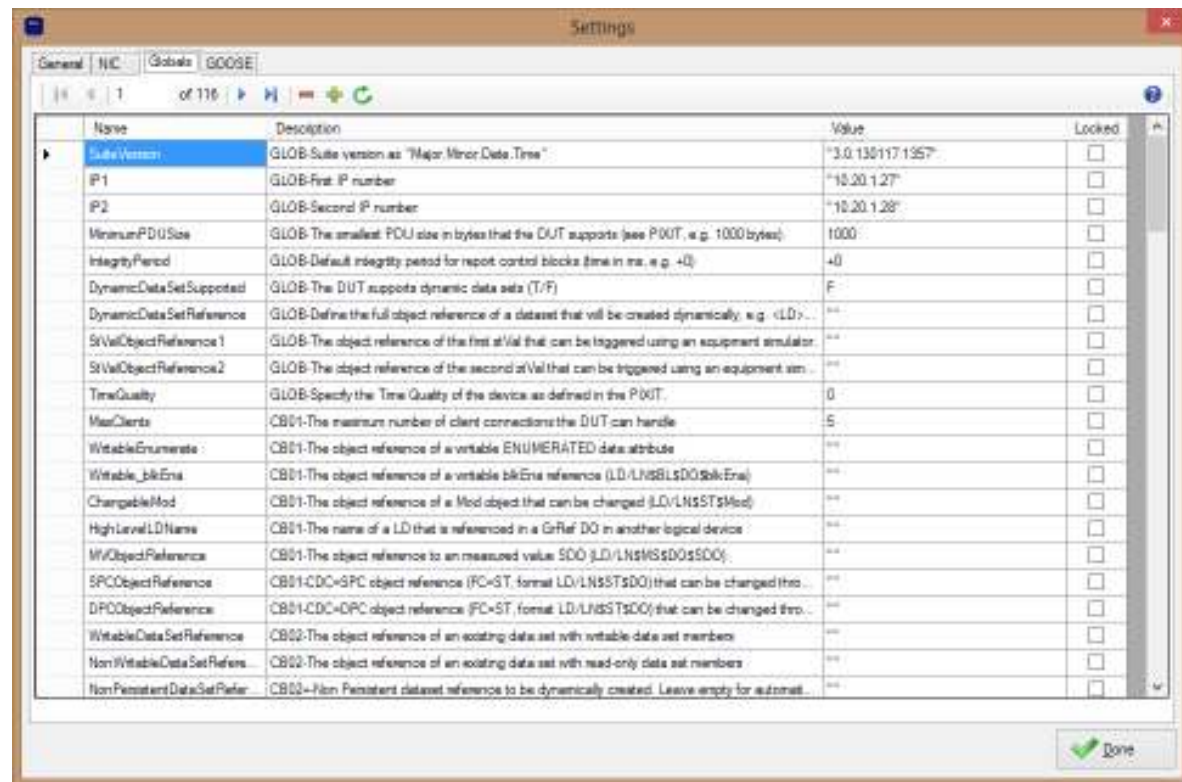 Settings
General NIC Globals GOOSE
1 of 116
Name Description Value Locked
SuiteVersion GLOB-Suite version as "Major.Minor.Date.Time" "3.0.130117.1357"
IP1 GLOB-First IP number "10.20.1.27"
IP2 GLOB-Second IP number "10.20.1.28"
MinimumPDUSize GLOB-The smallest PDU size in bytes that the DUT supports (see PIXIT, e.g. 1000 bytes). 1000
IntegrityPeriod GLOB-Default integrity period for report control blocks (time in ms, e.g. +0) +0
DynamicDataSetSupported GLOB-The DUT supports dynamic data sets (T/F) F
DynamicDataSetReference GLOB-Define the full object reference of a dataset that will be created dynamically, e.g. <LD>... ""
StValObjectReference1 GLOB-The object reference of the first stVal that can be triggered using an equipment simulator. ""
StValObjectReference2 GLOB-The object reference of the second stVal that can be triggered using an equipment sim... ""
TimeQuality GLOB-Specify the Time Quality of the device as defined in the PIXIT. 0
MaxClients CB01-The maximum number of client connections the DUT can handle 5
WritableEnumerate CB01-The object reference of a writable ENUMERATED data attribute ""
Writable_blkEna CB01-The object reference of a writable blkEna reference (LD/LN$BL$DO$blkEna) ""
ChangableMod CB01-The object reference of a Mod object that can be changed (LD/LN$ST$Mod) ""
HighLevelLDName CB01-The name of a LD that is referenced in a GrRef DO in another logical device ""
MVObjectReference CB01-The object reference to an measured value SDO (LD/LN$MS$DO$SDO) ""
SPCObjectReference CB01-CDC=SPC object reference (FC=ST, format LD/LN$ST$DO) that can be changed thro... ""
DPCObjectReference CB01-CDC=DPC object reference (FC=ST, format LD/LN$ST$DO) that can be changed thro... ""
WritableDataSetReference CB02-The object reference of an existing data set with writable data set members ""
NonWritableDataSetRefere... CB02-The object reference of an existing data set with read-only data set members ""
NonPersistentDataSetRefer... CB02--Non Persistent dataset reference to be dynamically created. Leave empty for automati... ""
Done